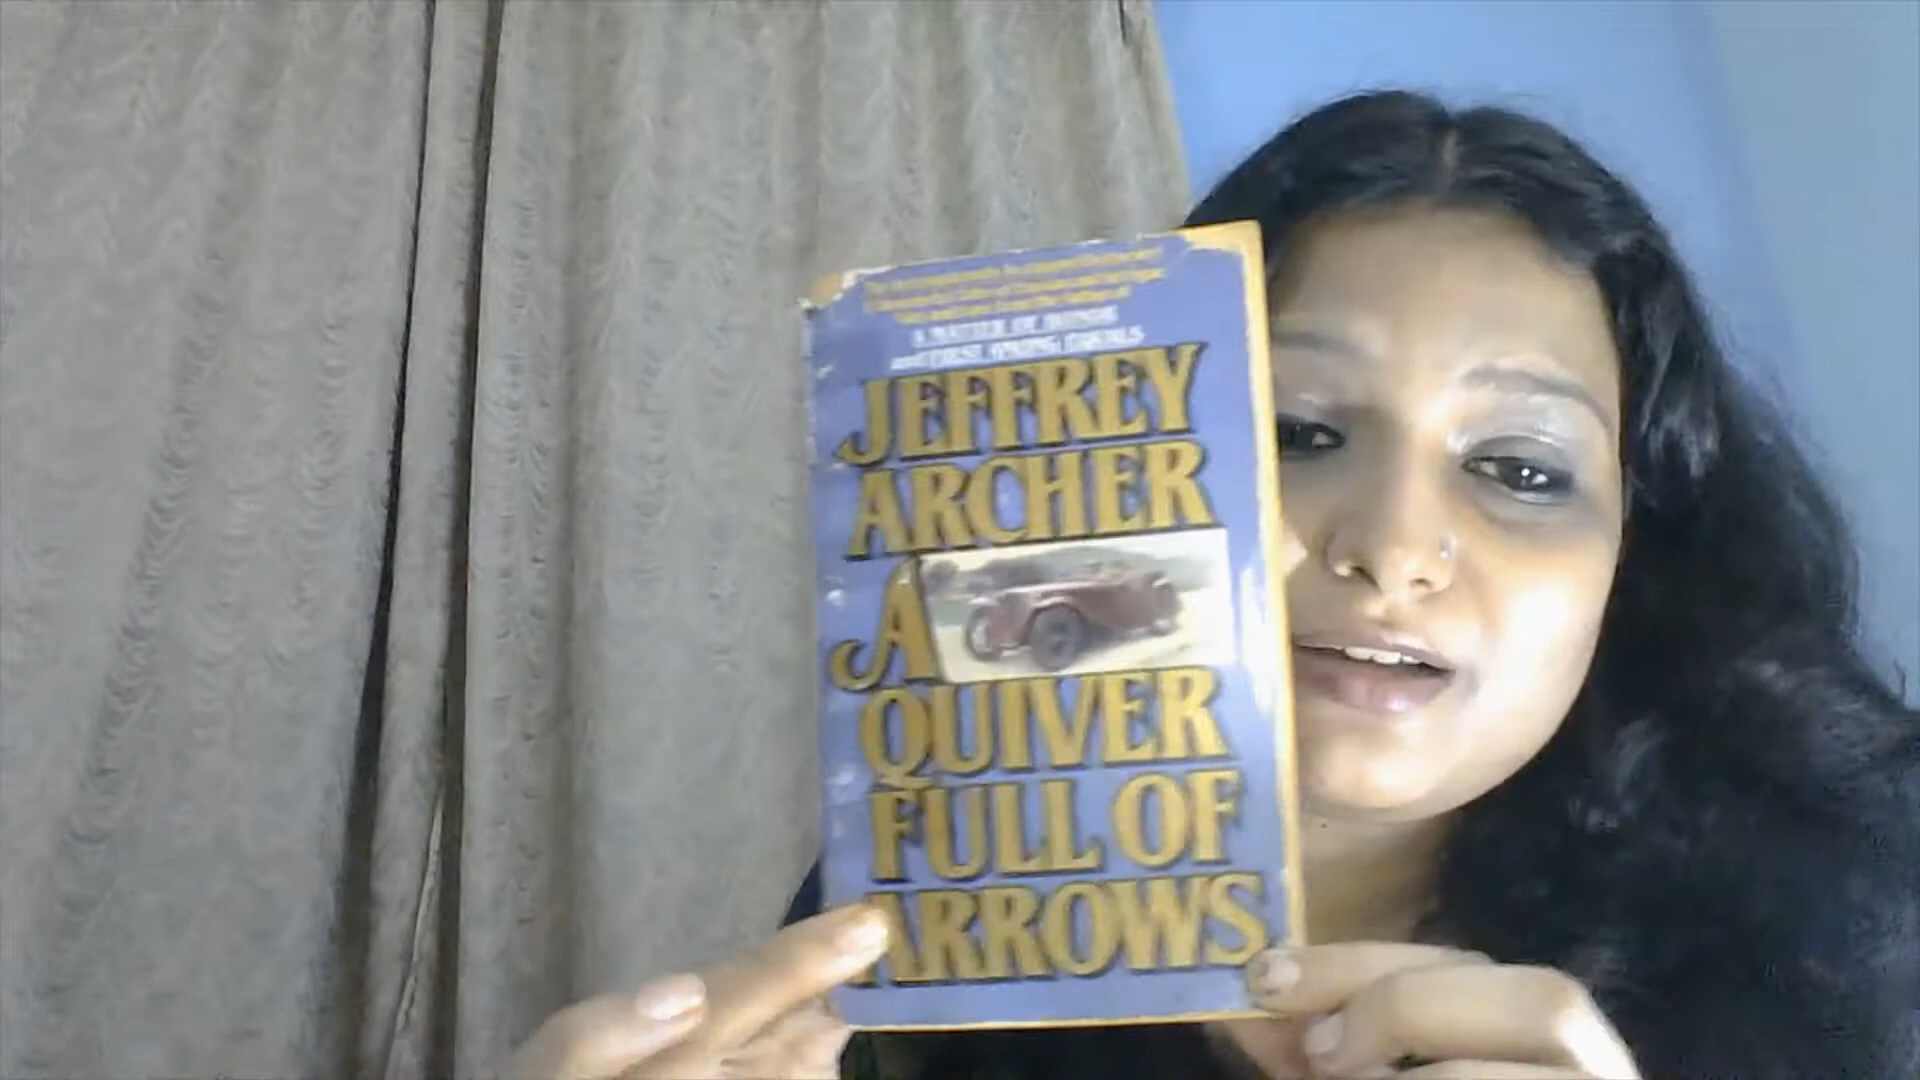 A MATTER OF HONOR
and FIRST AMONG EQUALS
JEFFREY
ARCHER
A
QUIVER
FULL OF
ARROWS